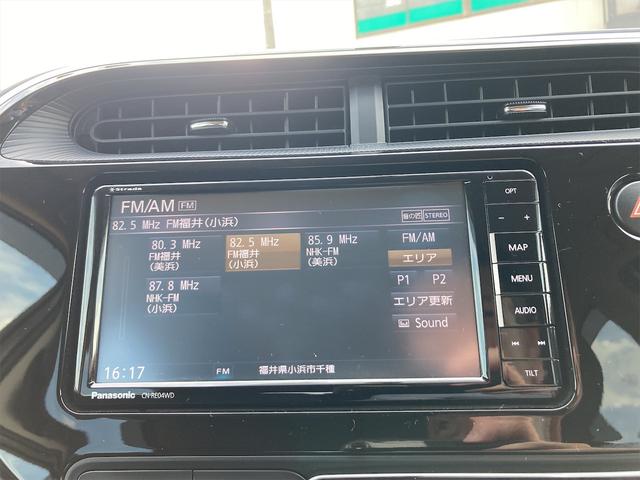 Strada
FM/AM FM
82.5 MHz FM福井(小浜)
音の匠 STEREO
80.3 MHz
FM福井
(美浜)
82.5 MHz
FM福井
(小浜)
85.9 MHz
NHK-FM
(美浜)
87.8 MHz
NHK-FM
(小浜)
FM/AM
エリア
P1 P2
エリア更新
Sound
16:17 FM 福井県小浜市千種
Panasonic CN-RE04WD
OPT
- +
MAP
MENU
AUDIO
TILT